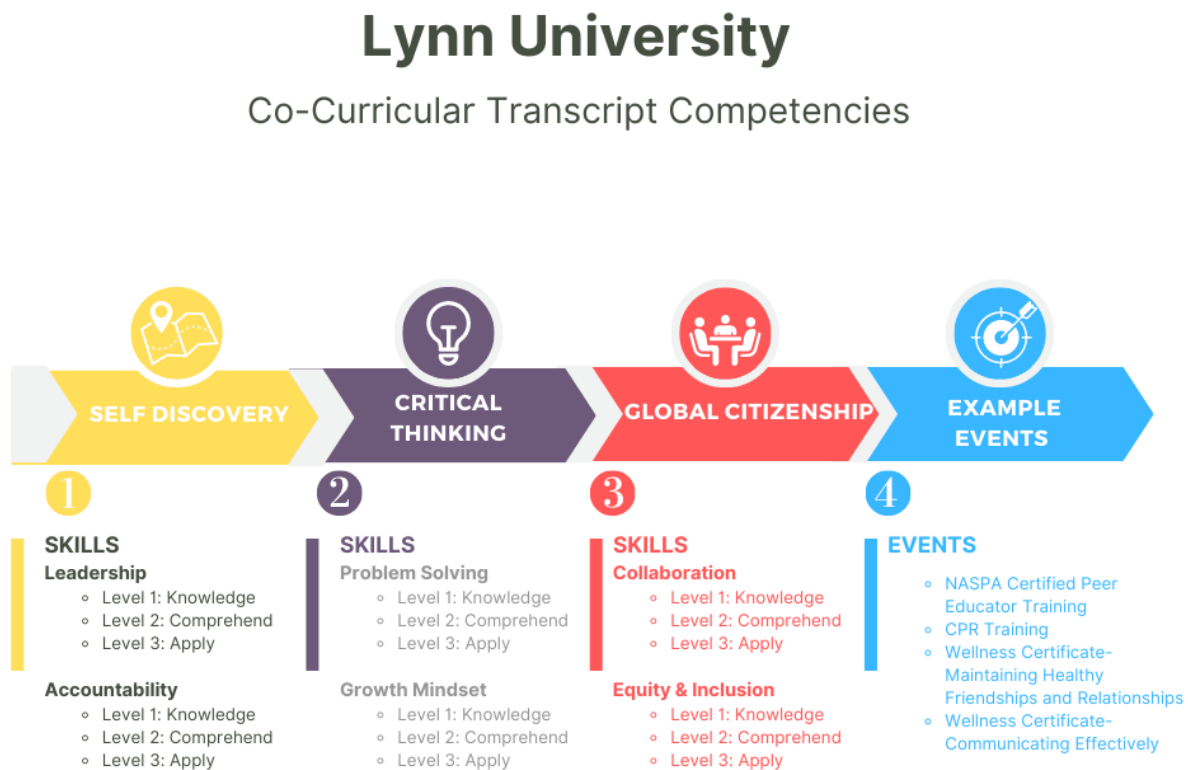 Lynn University
Co-Curricular Transcript Competencies
SELF DISCOVERY
1
SKILLS
Leadership
Level 1: Knowledge
Level 2: Comprehend
Level 3: Apply
Accountability
Level 1: Knowledge
Level 2: Comprehend
Level 3: Apply
CRITICAL
THINKING
2
SKILLS
Problem Solving
Level 1: Knowledge
Level 2: Comprehend
Level 3: Apply
Growth Mindset
Level 1: Knowledge
Level 2: Comprehend
Level 3: Apply
GLOBAL CITIZENSHIP
3
SKILLS
Collaboration
Level 1: Knowledge
Level 2: Comprehend
Level 3: Apply
Equity & Inclusion
Level 1: Knowledge
Level 2: Comprehend
Level 3: Apply
EXAMPLE
EVENTS
4
EVENTS
NASPA Certified Peer
Educator Training
CPR Training
Wellness Certificate-
Maintaining Healthy
Friendships and Relationships
Wellness Certificate-
Communicating Effectively